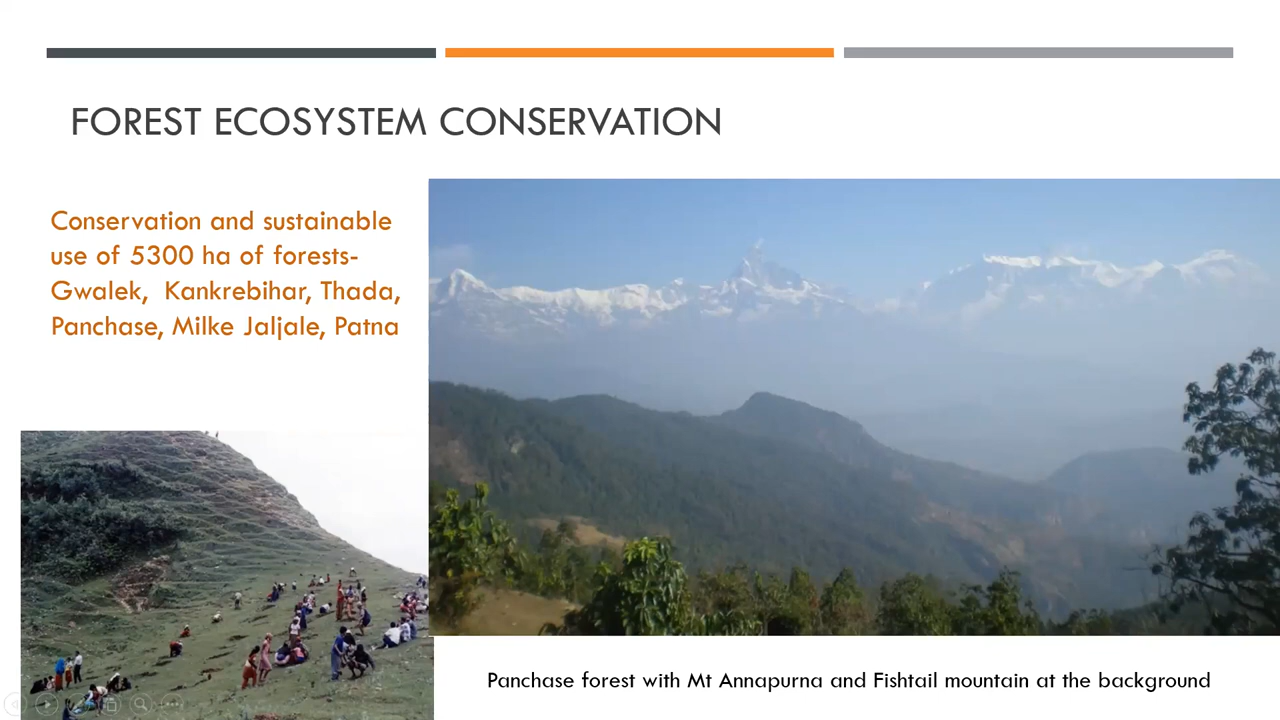 FOREST ECOSYSTEM CONSERVATION
Conservation and sustainable
use of 5300 ha of forests-
Gwalek,  Kankrebihar, Thada,
Panchase, Milke Jaljale, Patna
Panchase forest with Mt Annapurna and Fishtail mountain at the background